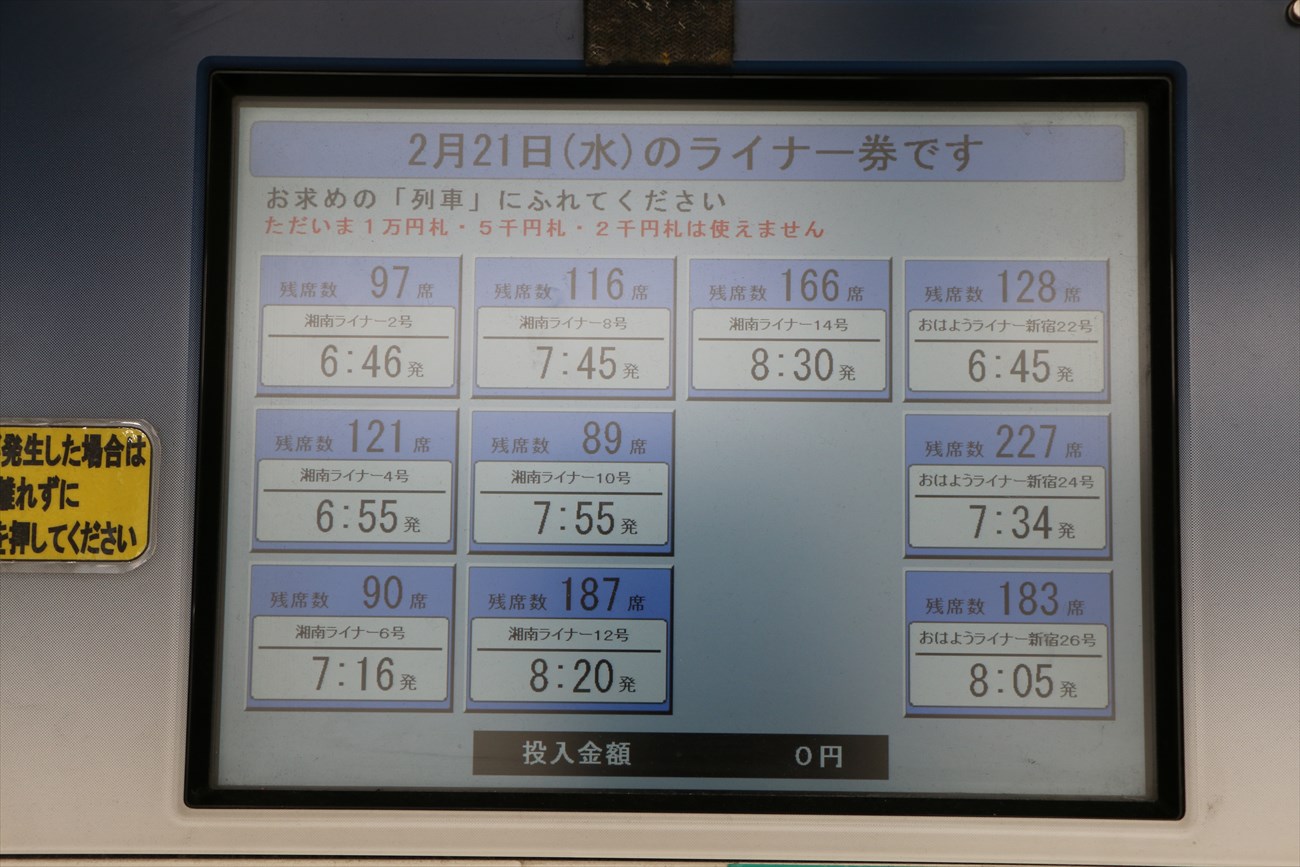 2月21日(水)のライナー券です
お求めの「列車」にふれてください
ただいま1万円札・5千円札・2千円札は使えません
残席数 97 席
湘南ライナー2号
6:46 発
残席数 116 席
湘南ライナー8号
7:45 発
残席数 166 席
湘南ライナー14号
8:30 発
残席数 128 席
おはようライナー新宿22号
6:45 発
残席数 121 席
湘南ライナー4号
6:55 発
残席数 89 席
湘南ライナー10号
7:55 発
残席数 227 席
おはようライナー新宿24号
7:34 発
残席数 90 席
湘南ライナー6号
7:16 発
残席数 187 席
湘南ライナー12号
8:20 発
残席数 183 席
おはようライナー新宿26号
8:05 発
投入金額 0円
発生した場合は
離れずに
を押してください